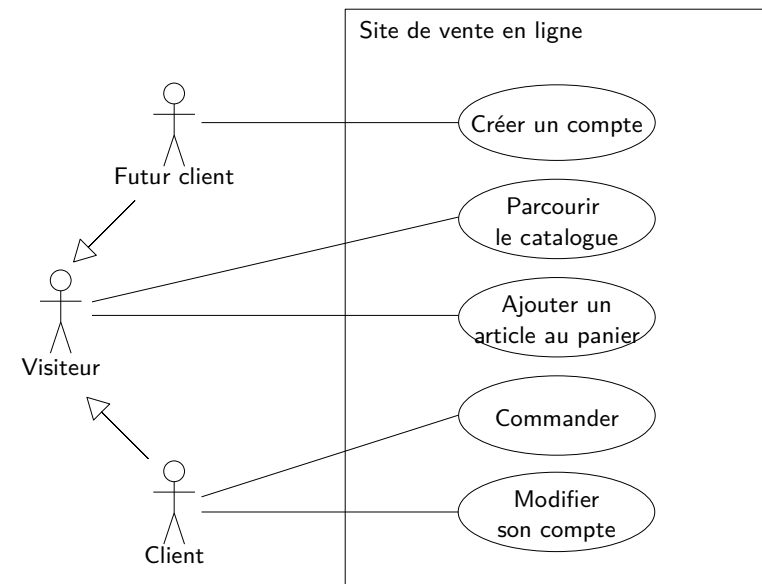 Site de vente en ligne
Créer un compte
Futur client
Parcourir
le catalogue
Ajouter un
article au panier
Visiteur
Commander
Modifier
son compte
Client